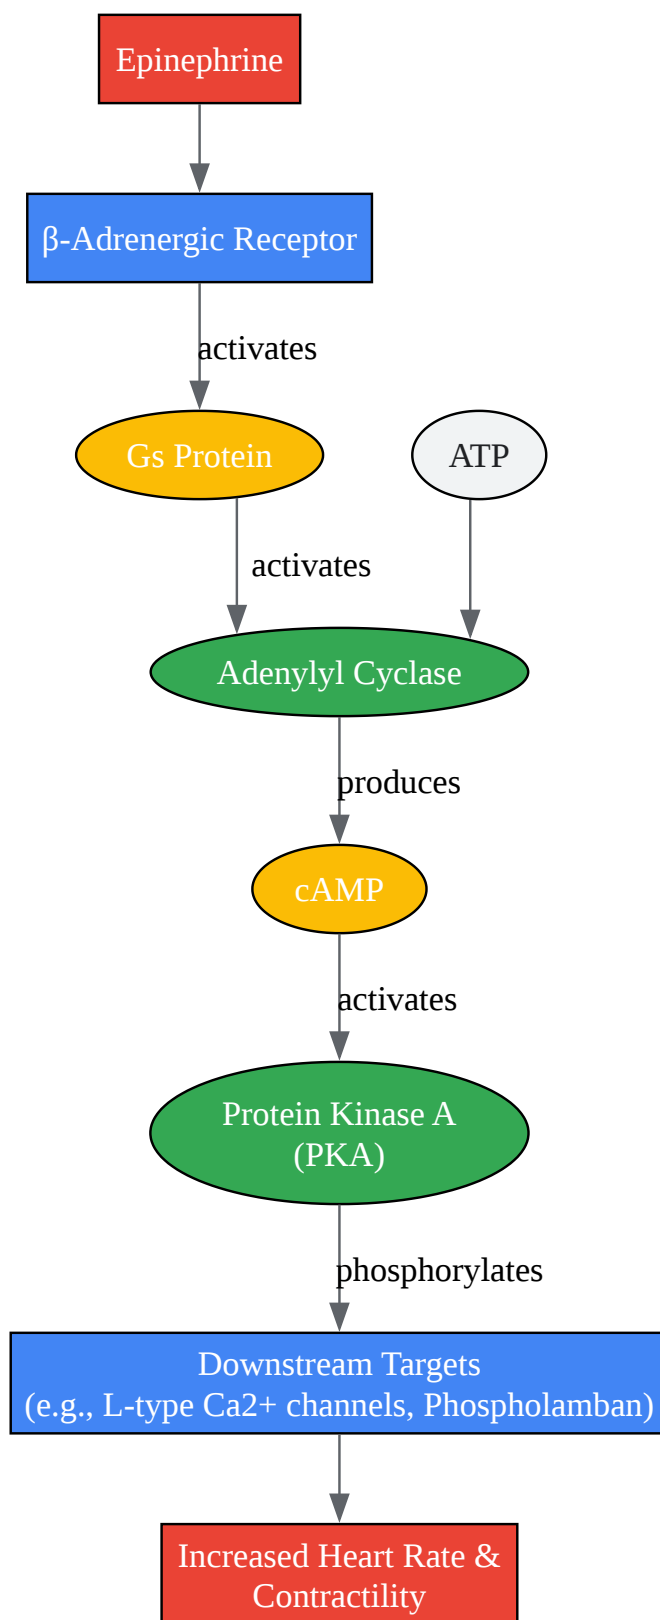 Epinephrine
β-Adrenergic Receptor
activates
Gs Protein
ATP
activates
Adenylyl Cyclase
produces
cAMP
activates
Protein Kinase A
(PKA)
phosphorylates
Downstream Targets
(e.g., L-type Ca2+ channels, Phospholamban)
Increased Heart Rate &
Contractility